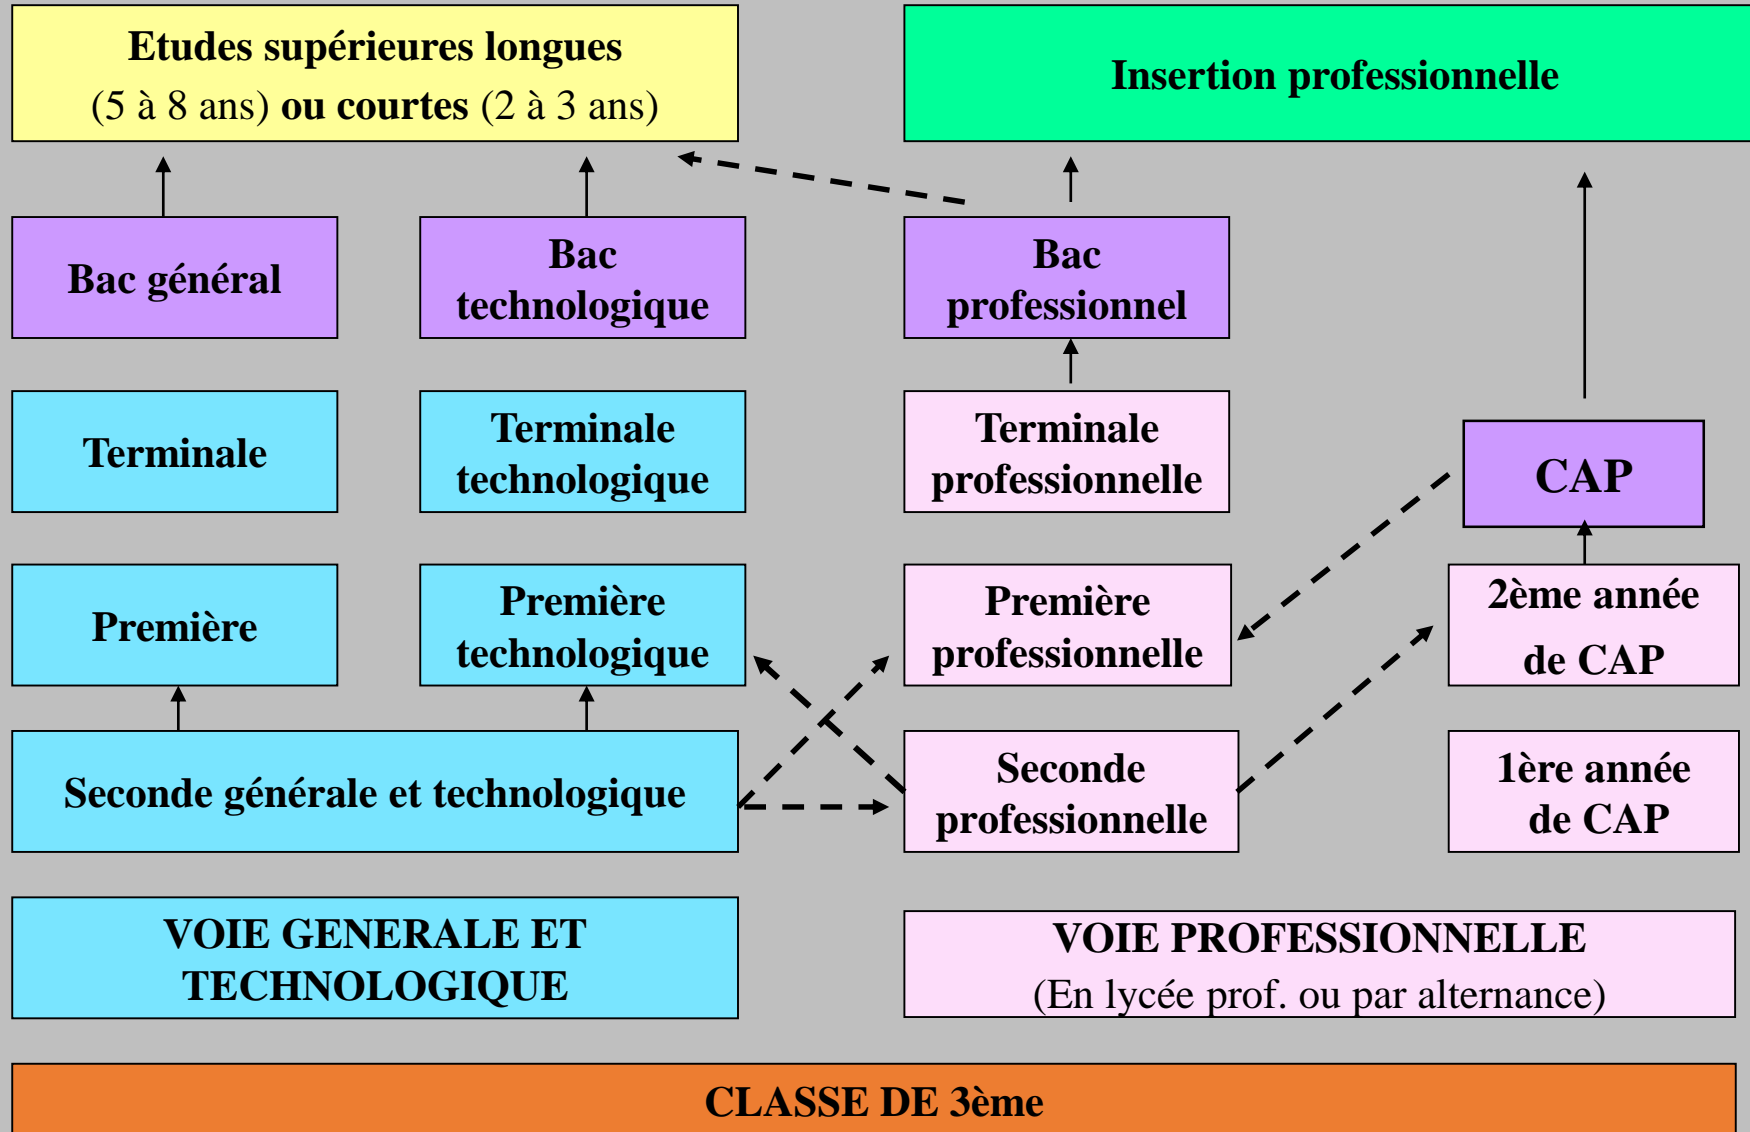 Etudes supérieures longues
(5 à 8 ans) ou courtes (2 à 3 ans)
Insertion professionnelle
Bac général
Bac
technologique
Bac
professionnel
Terminale
Terminale
technologique
Terminale
professionnelle
CAP
Première
Première
technologique
Première
professionnelle
2ème année
de CAP
Seconde générale et technologique
Seconde
professionnelle
1ère année
de CAP
VOIE GENERALE ET
TECHNOLOGIQUE
VOIE PROFESSIONNELLE
(En lycée prof. ou par alternance)
CLASSE DE 3ème